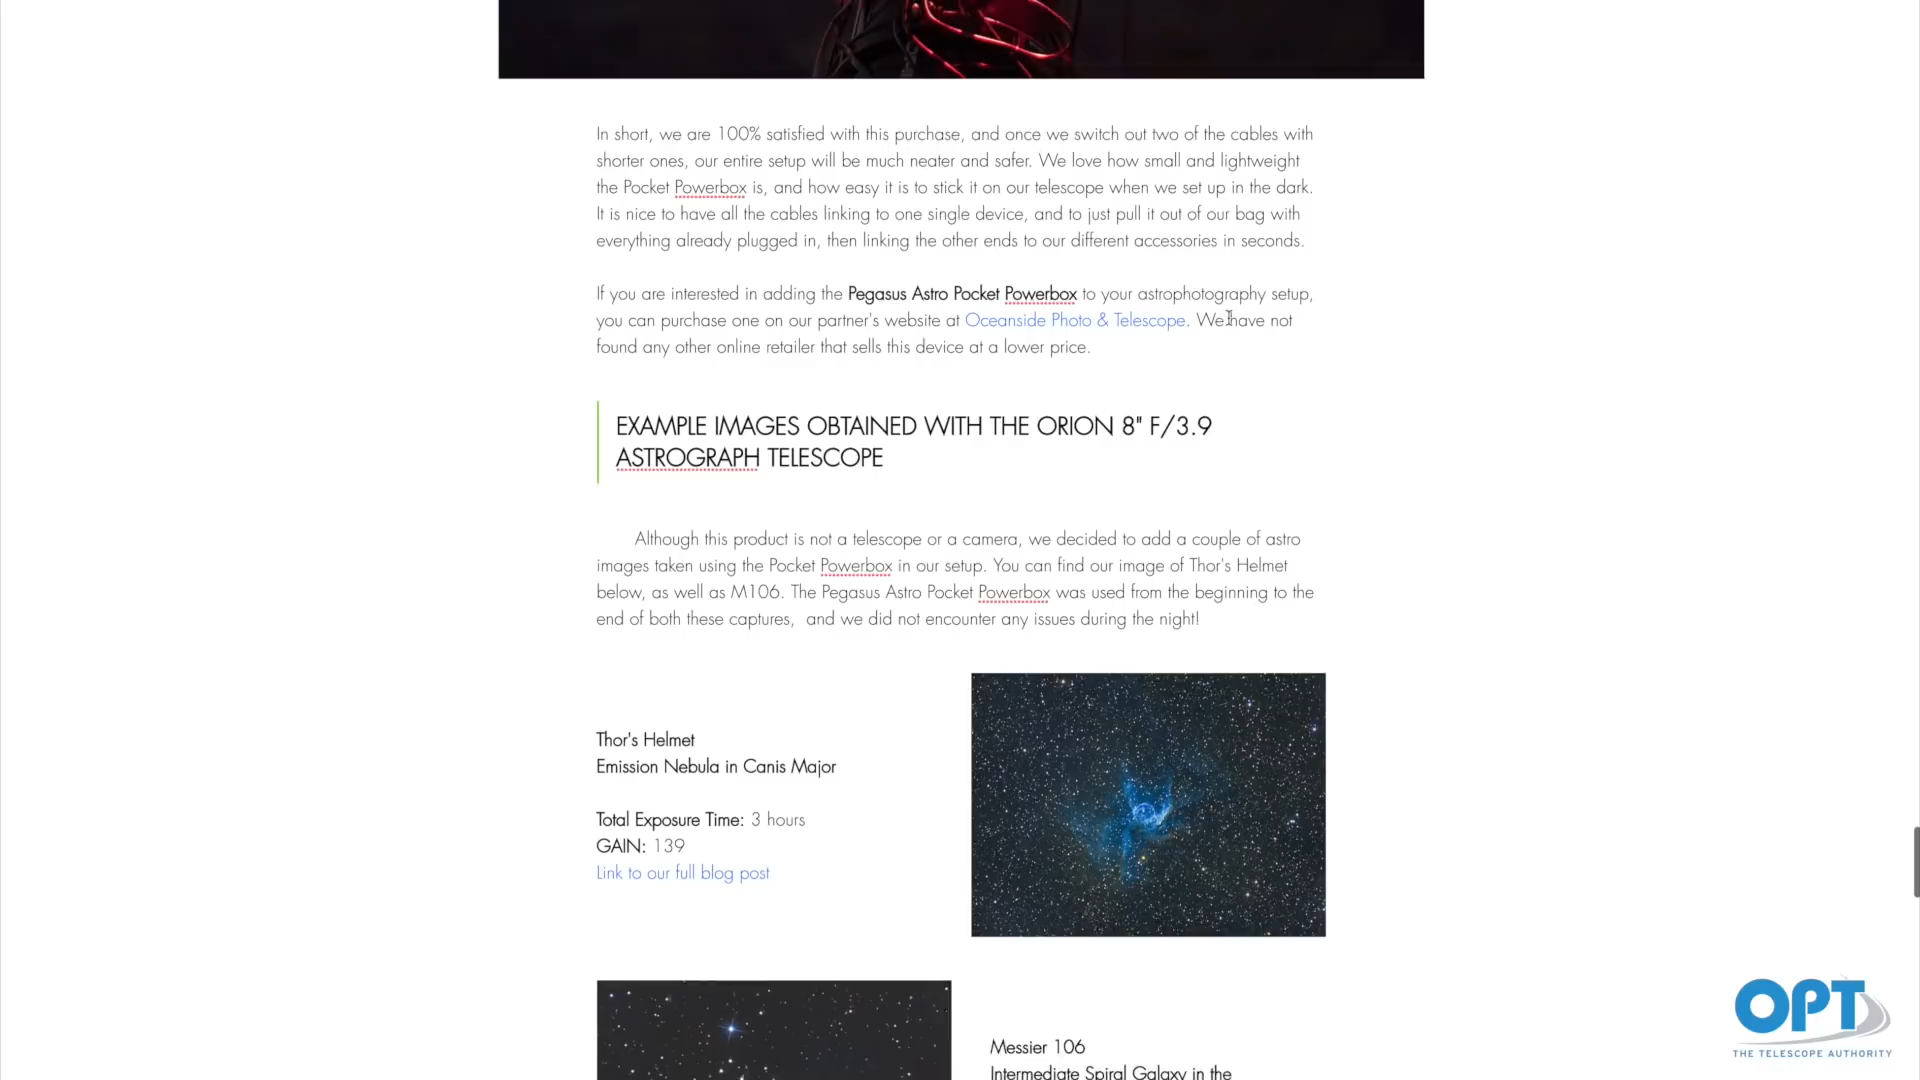 In short, we are 100% satisfied with this purchase, and once we switch out two of the cables with
shorter ones, our entire setup will be much neater and safer. We love how small and lightweight
the Pocket Powerbox is, and how easy it is to stick it on our telescope when we set up in the dark.
It is nice to have all the cables linking to one single device, and to just pull it out of our bag with
everything already plugged in, then linking the other ends to our different accessories in seconds.
If you are interested in adding the Pegasus Astro Pocket Powerbox to your astrophotography setup,
you can purchase one on our partner's website at Oceanside Photo & Telescope. We have not
found any other online retailer that sells this device at a lower price.
EXAMPLE IMAGES OBTAINED WITH THE ORION 8" F/3.9
ASTROGRAPH TELESCOPE
Although this product is not a telescope or a camera, we decided to add a couple of astro
images taken using the Pocket Powerbox in our setup. You can find our image of Thor's Helmet
below, as well as M106. The Pegasus Astro Pocket Powerbox was used from the beginning to the
end of both these captures,  and we did not encounter any issues during the night!
Thor's Helmet
Emission Nebula in Canis Major
Total Exposure Time: 3 hours
GAIN: 139
Link to our full blog post
Messier 106
Intermediate Spiral Galaxy in the
OPT
THE TELESCOPE AUTHORITY